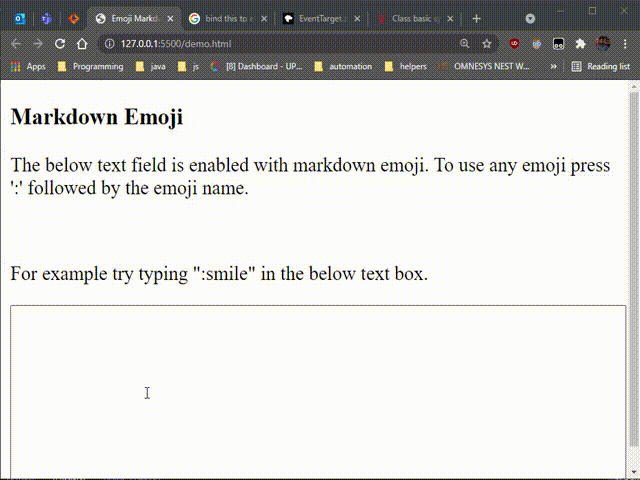 Emoji Markd
bind this to e
EventTarget.
Class basic sy
127.0.0.1:5500/demo.html
Apps
Programming
java
js
[8] Dashboard - UP...
automation
helpers
OMNESYS NEST W...
»
Reading list
Markdown Emoji
The below text field is enabled with markdown emoji. To use any emoji press
':' followed by the emoji name.
For example try typing ":smile" in the below text box.